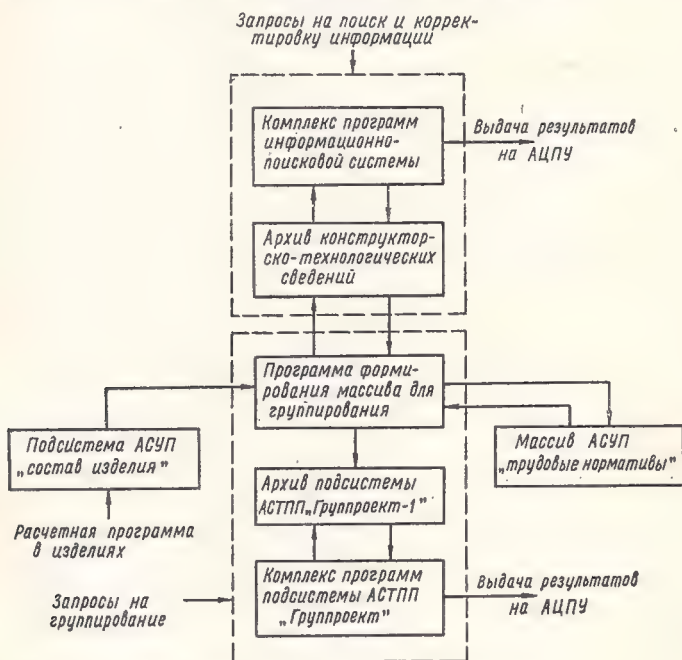 Запросы на поиск и коррек-
тировку информации
Комплекс программ
информационно-
поисковой системы
Выдача результатов
на АЦПУ
Архив конструктор-
ско-технологических
сведений
Программа форми-
рования массива для
группирования
Подсистема АСУП
„состав изделия"
Массив АСУП
„трудовые нормативы"
Архив подсистемы
АСТПП „Группроект-1"
Расчетная программа
в изделиях
Комплекс программ
подсистемы АСТПП
„Группроект"
Выдача результатов
на АЦПУ
Запросы на
группирование